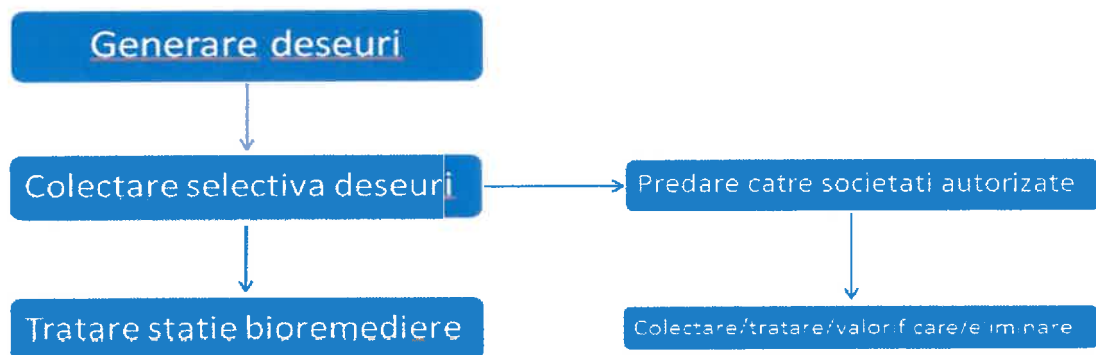 Generare deseuri
Colectare selectiva deseuri
Predare catre societati autorizate
Tratare statie bioremediere
Colectare/tratare/valorificare/eliminare